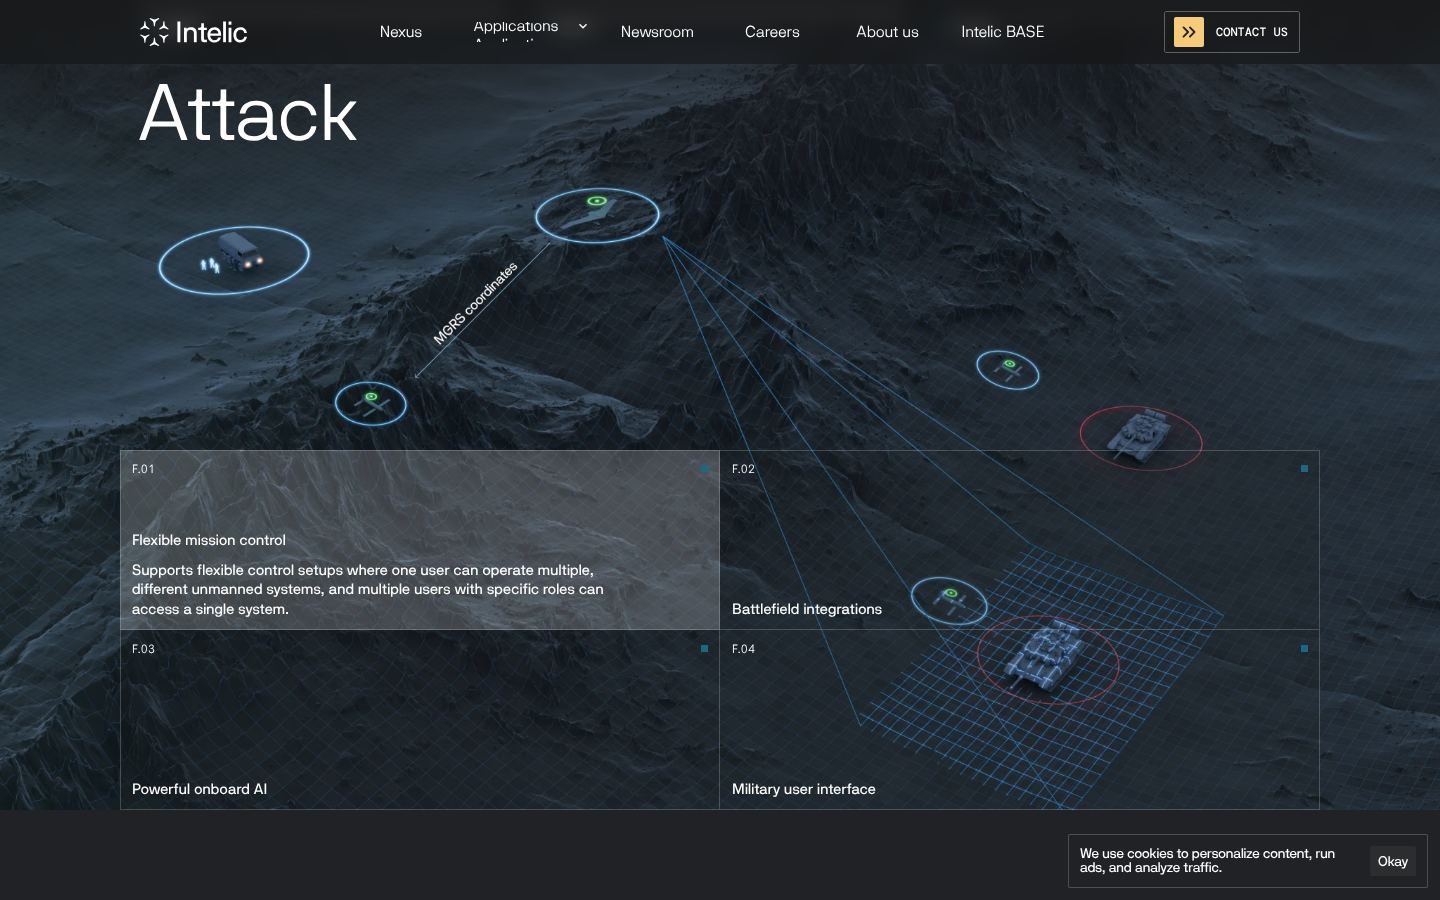 Intelic
Nexus
Applications
Newsroom
Careers
About us
Intelic BASE
CONTACT US
Attack
MGRS coordinates
F.01
Flexible mission control
Supports flexible control setups where one user can operate multiple,
different unmanned systems, and multiple users with specific roles can
access a single system.
F.02
Battlefield integrations
F.03
Powerful onboard AI
F.04
Military user interface
We use cookies to personalize content, run
ads, and analyze traffic.
Okay